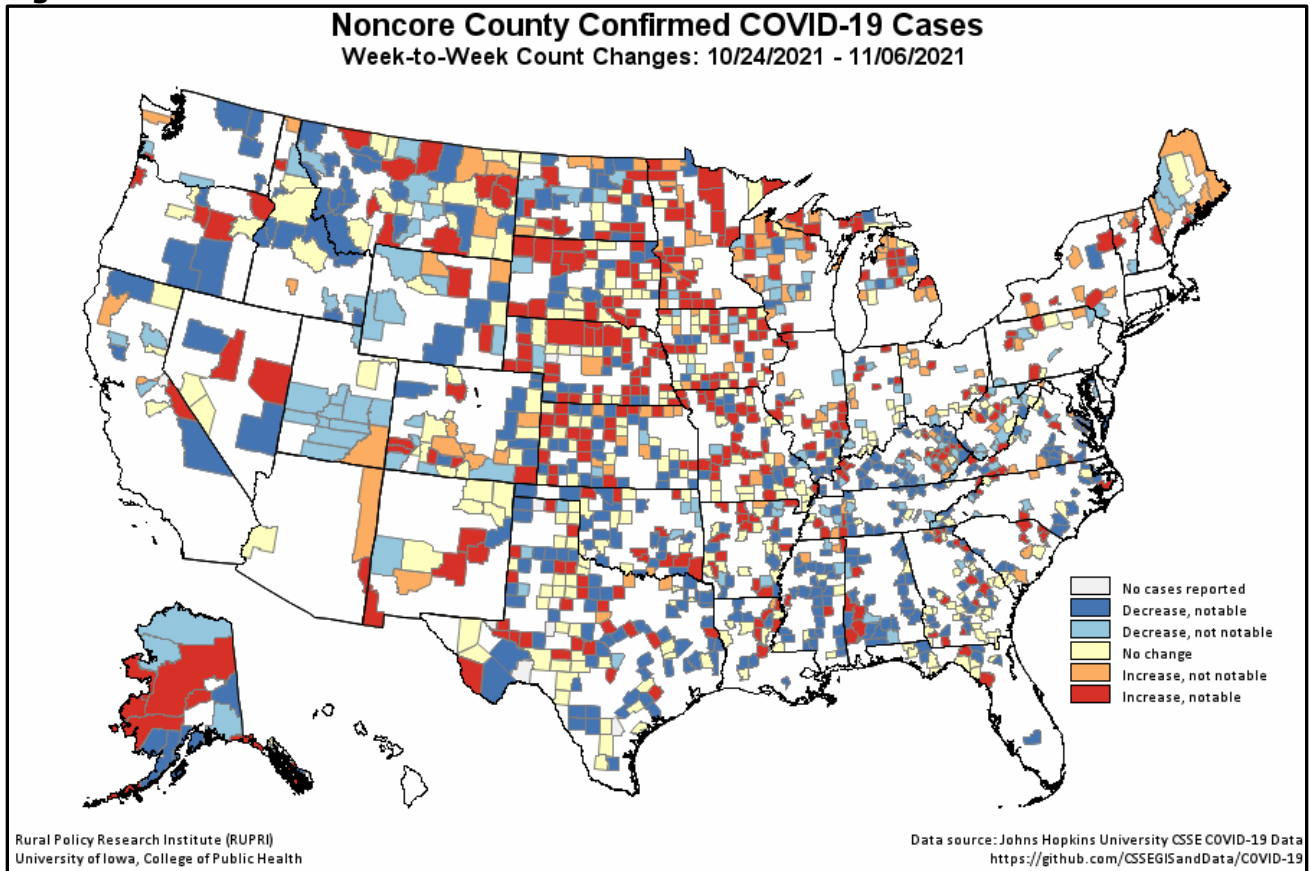 Noncore County Confirmed COVID-19 Cases
Week-to-Week Count Changes: 10/24/2021 - 11/06/2021
No cases reported
Decrease, notable
Decrease, not notable
No change
Increase, not notable
Increase, notable
Rural Policy Research Institute (RUPRI)
University of Iowa, College of Public Health
Data source: Johns Hopkins University CSSE COVID-19 Data
https://github.com/CSSEGISandData/COVID-19